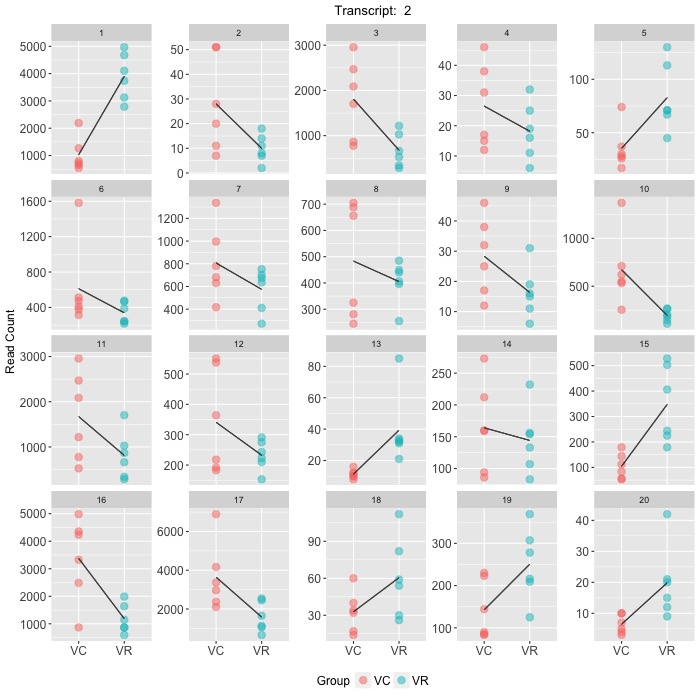 Transcript: 2
1 2 3 4 5
5000 4000 3000 2000 1000
50 40 30 20 10 0
3000 2000 1000
40 30 20 10
100 50
6 7 8 9 10
1600 1200 800 400
1200 1000 800 600 400
700 600 500 400 300
40 30 20 10
1000 500
Read Count
11 12 13 14 15
3000 2000 1000
500 400 300 200
80 60 40 20
250 200 150 100
500 400 300 200 100
16 17 18 19 20
5000 4000 3000 2000 1000
6000 4000 2000
90 60 30
300 200 100
40 30 20 10
VC VR VC VR VC VR VC VR VC VR
Group VC VR